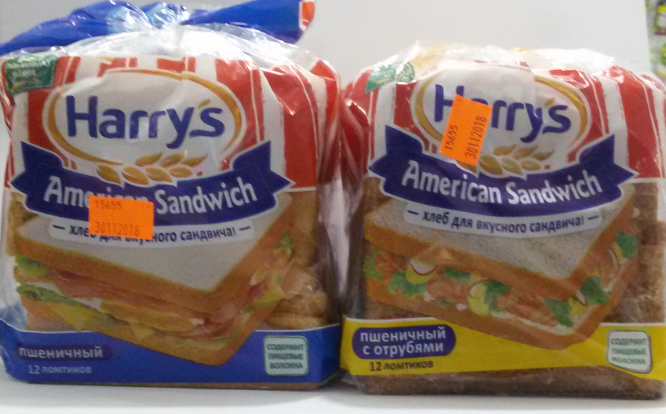 Harry's
American Sandwich
15655
30112018
хлеб для вкусного сандвича!
пшеничный
12 ломтиков
СОДЕРЖИТ
ПИЩЕВЫЕ
ВОЛОКНА
Harry's
15655
30112018
American Sandwich
хлеб для вкусного сандвича!
пшеничный
с отрубями
12 ломтиков
СОДЕРЖИТ
ПИЩЕВЫЕ
ВОЛОКНА